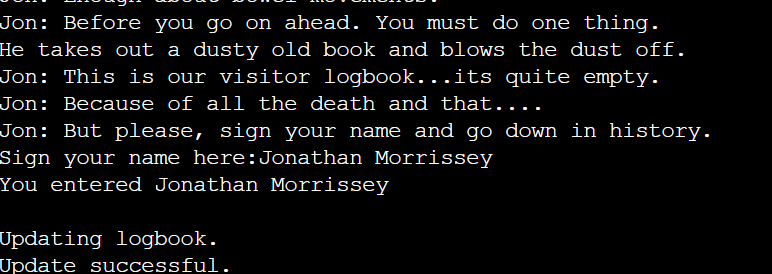 Jon: Enough about bowel movements.
Jon: Before you go on ahead. You must do one thing.
He takes out a dusty old book and blows the dust off.
Jon: This is our visitor logbook...its quite empty.
Jon: Because of all the death and that....
Jon: But please, sign your name and go down in history.
Sign your name here:Jonathan Morrissey
You entered Jonathan Morrissey
Updating logbook.
Update successful.